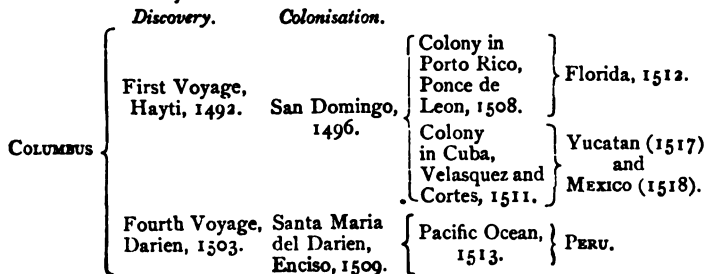 Discovery. Colonisation.
COLUMBUS
First Voyage,
Hayti, 1492.
San Domingo,
1496.
Colony in
Porto Rico,
Ponce de
Leon, 1508.
Florida, 1512.
Colony
in Cuba,
Velasquez and
Cortes, 1511.
Yucatan (1517)
and
MEXICO (1518).
Fourth Voyage,
Darien, 1503.
Santa Maria
del Darien,
Enciso, 1509.
Pacific Ocean,
1513.
PERU.